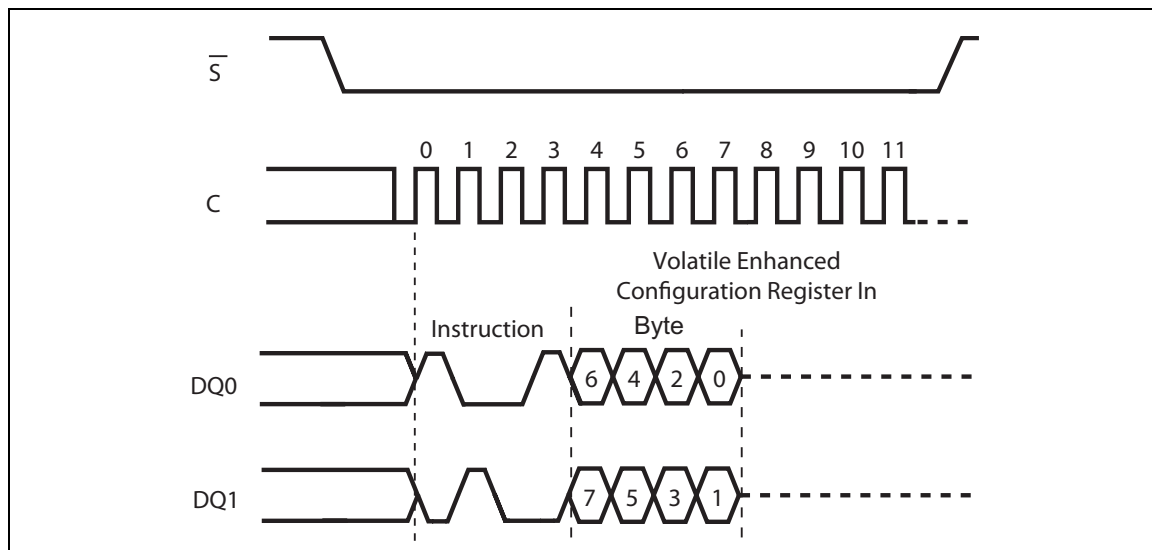 S
0 1 2 3 4 5 6 7 8 9 10 11
C
Volatile Enhanced
Configuration Register In
Instruction
Byte
DQ0
6 4 2 0
DQ1
7 5 3 1